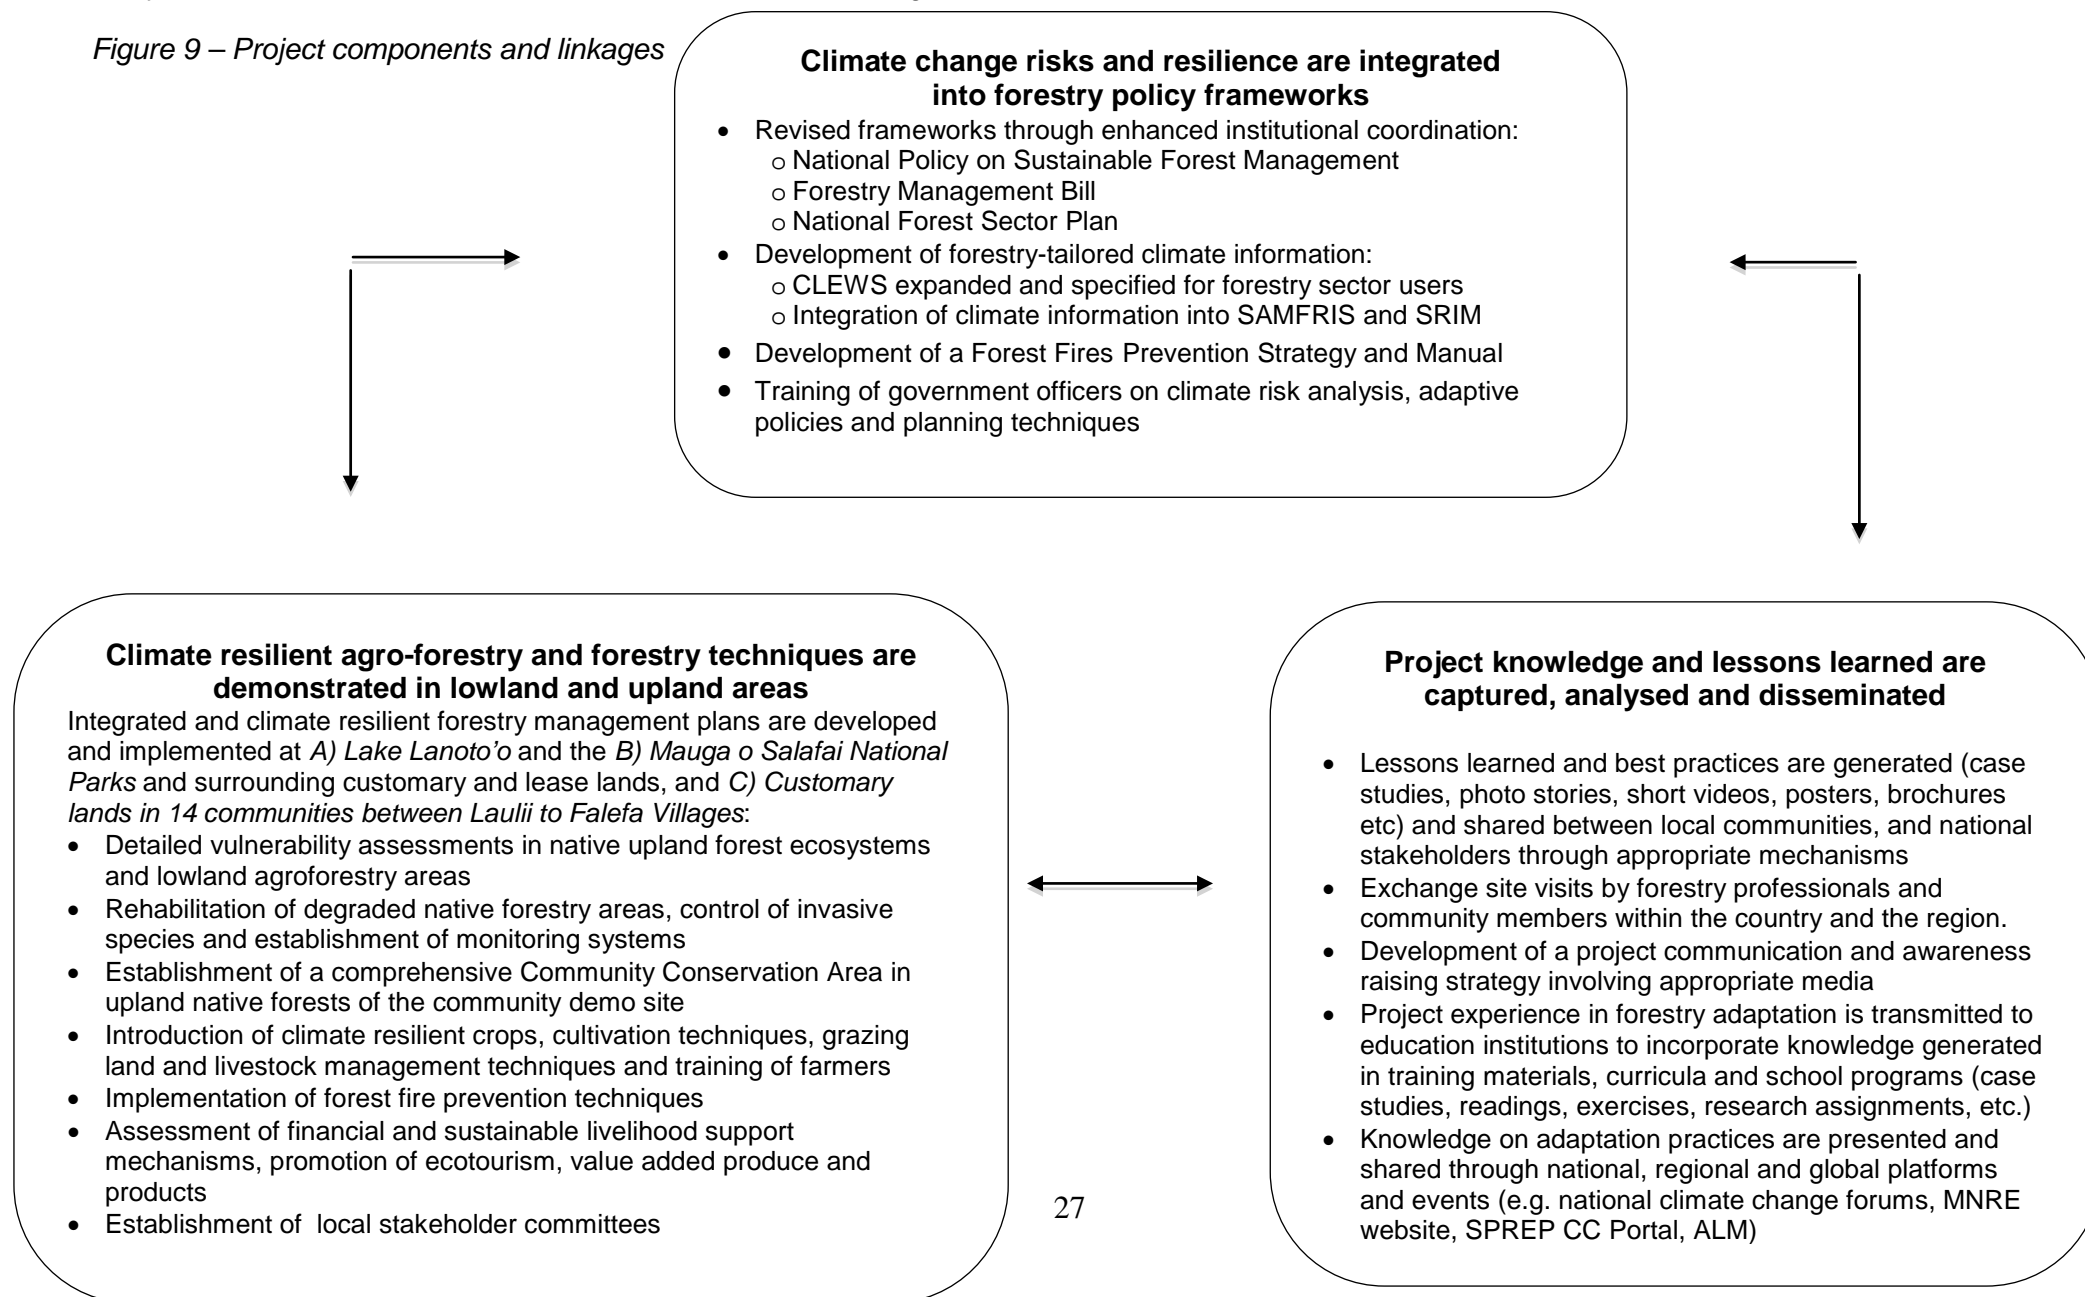 Figure 9 – Project components and linkages
Climate change risks and resilience are integrated
into forestry policy frameworks
• Revised frameworks through enhanced institutional coordination:
o National Policy on Sustainable Forest Management
o Forestry Management Bill
o National Forest Sector Plan
• Development of forestry-tailored climate information:
o CLEWS expanded and specified for forestry sector users
o Integration of climate information into SAMFRIS and SRIM
• Development of a Forest Fires Prevention Strategy and Manual
• Training of government officers on climate risk analysis, adaptive
policies and planning techniques
Climate resilient agro-forestry and forestry techniques are
demonstrated in lowland and upland areas
Integrated and climate resilient forestry management plans are developed
and implemented at A) Lake Lanoto’o and the B) Mauga o Salafai National
Parks and surrounding customary and lease lands, and C) Customary
lands in 14 communities between Laulii to Falefa Villages:
• Detailed vulnerability assessments in native upland forest ecosystems
and lowland agroforestry areas
• Rehabilitation of degraded native forestry areas, control of invasive
species and establishment of monitoring systems
• Establishment of a comprehensive Community Conservation Area in
upland native forests of the community demo site
• Introduction of climate resilient crops, cultivation techniques, grazing
land and livestock management techniques and training of farmers
• Implementation of forest fire prevention techniques
• Assessment of financial and sustainable livelihood support
mechanisms, promotion of ecotourism, value added produce and
products
• Establishment of local stakeholder committees
Project knowledge and lessons learned are
captured, analysed and disseminated
• Lessons learned and best practices are generated (case
studies, photo stories, short videos, posters, brochures
etc) and shared between local communities, and national
stakeholders through appropriate mechanisms
• Exchange site visits by forestry professionals and
community members within the country and the region.
• Development of a project communication and awareness
raising strategy involving appropriate media
• Project experience in forestry adaptation is transmitted to
education institutions to incorporate knowledge generated
in training materials, curricula and school programs (case
studies, readings, exercises, research assignments, etc.)
• Knowledge on adaptation practices are presented and
shared through national, regional and global platforms
and events (e.g. national climate change forums, MNRE
website, SPREP CC Portal, ALM)
27